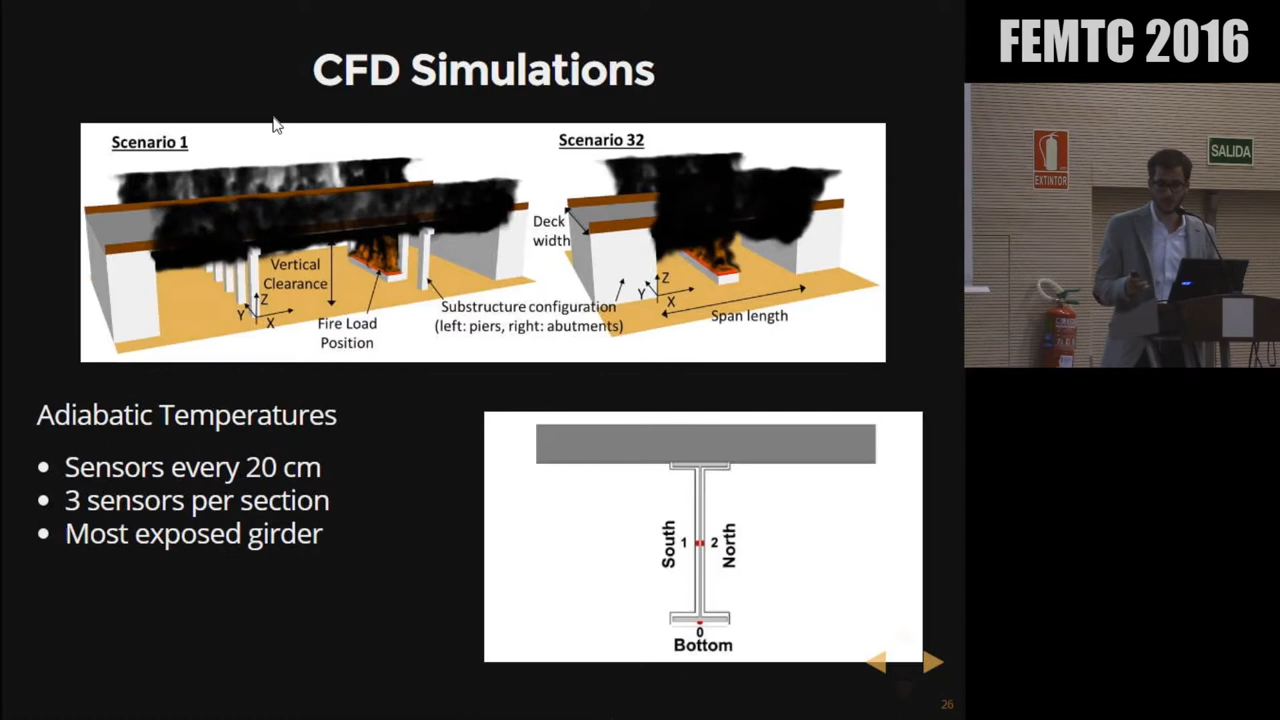 FEMTC 2016
CFD Simulations
Scenario 1
Scenario 32
Deck
width
Vertical
Clearance
Z
Y
X
Fire Load
Position
Substructure configuration
(left: piers, right: abutments)
Z
Y
X
Span length
Adiabatic Temperatures
• Sensors every 20 cm
• 3 sensors per section
• Most exposed girder
South
1
2
North
0
Bottom
26
EXTINTOR
SALIDA